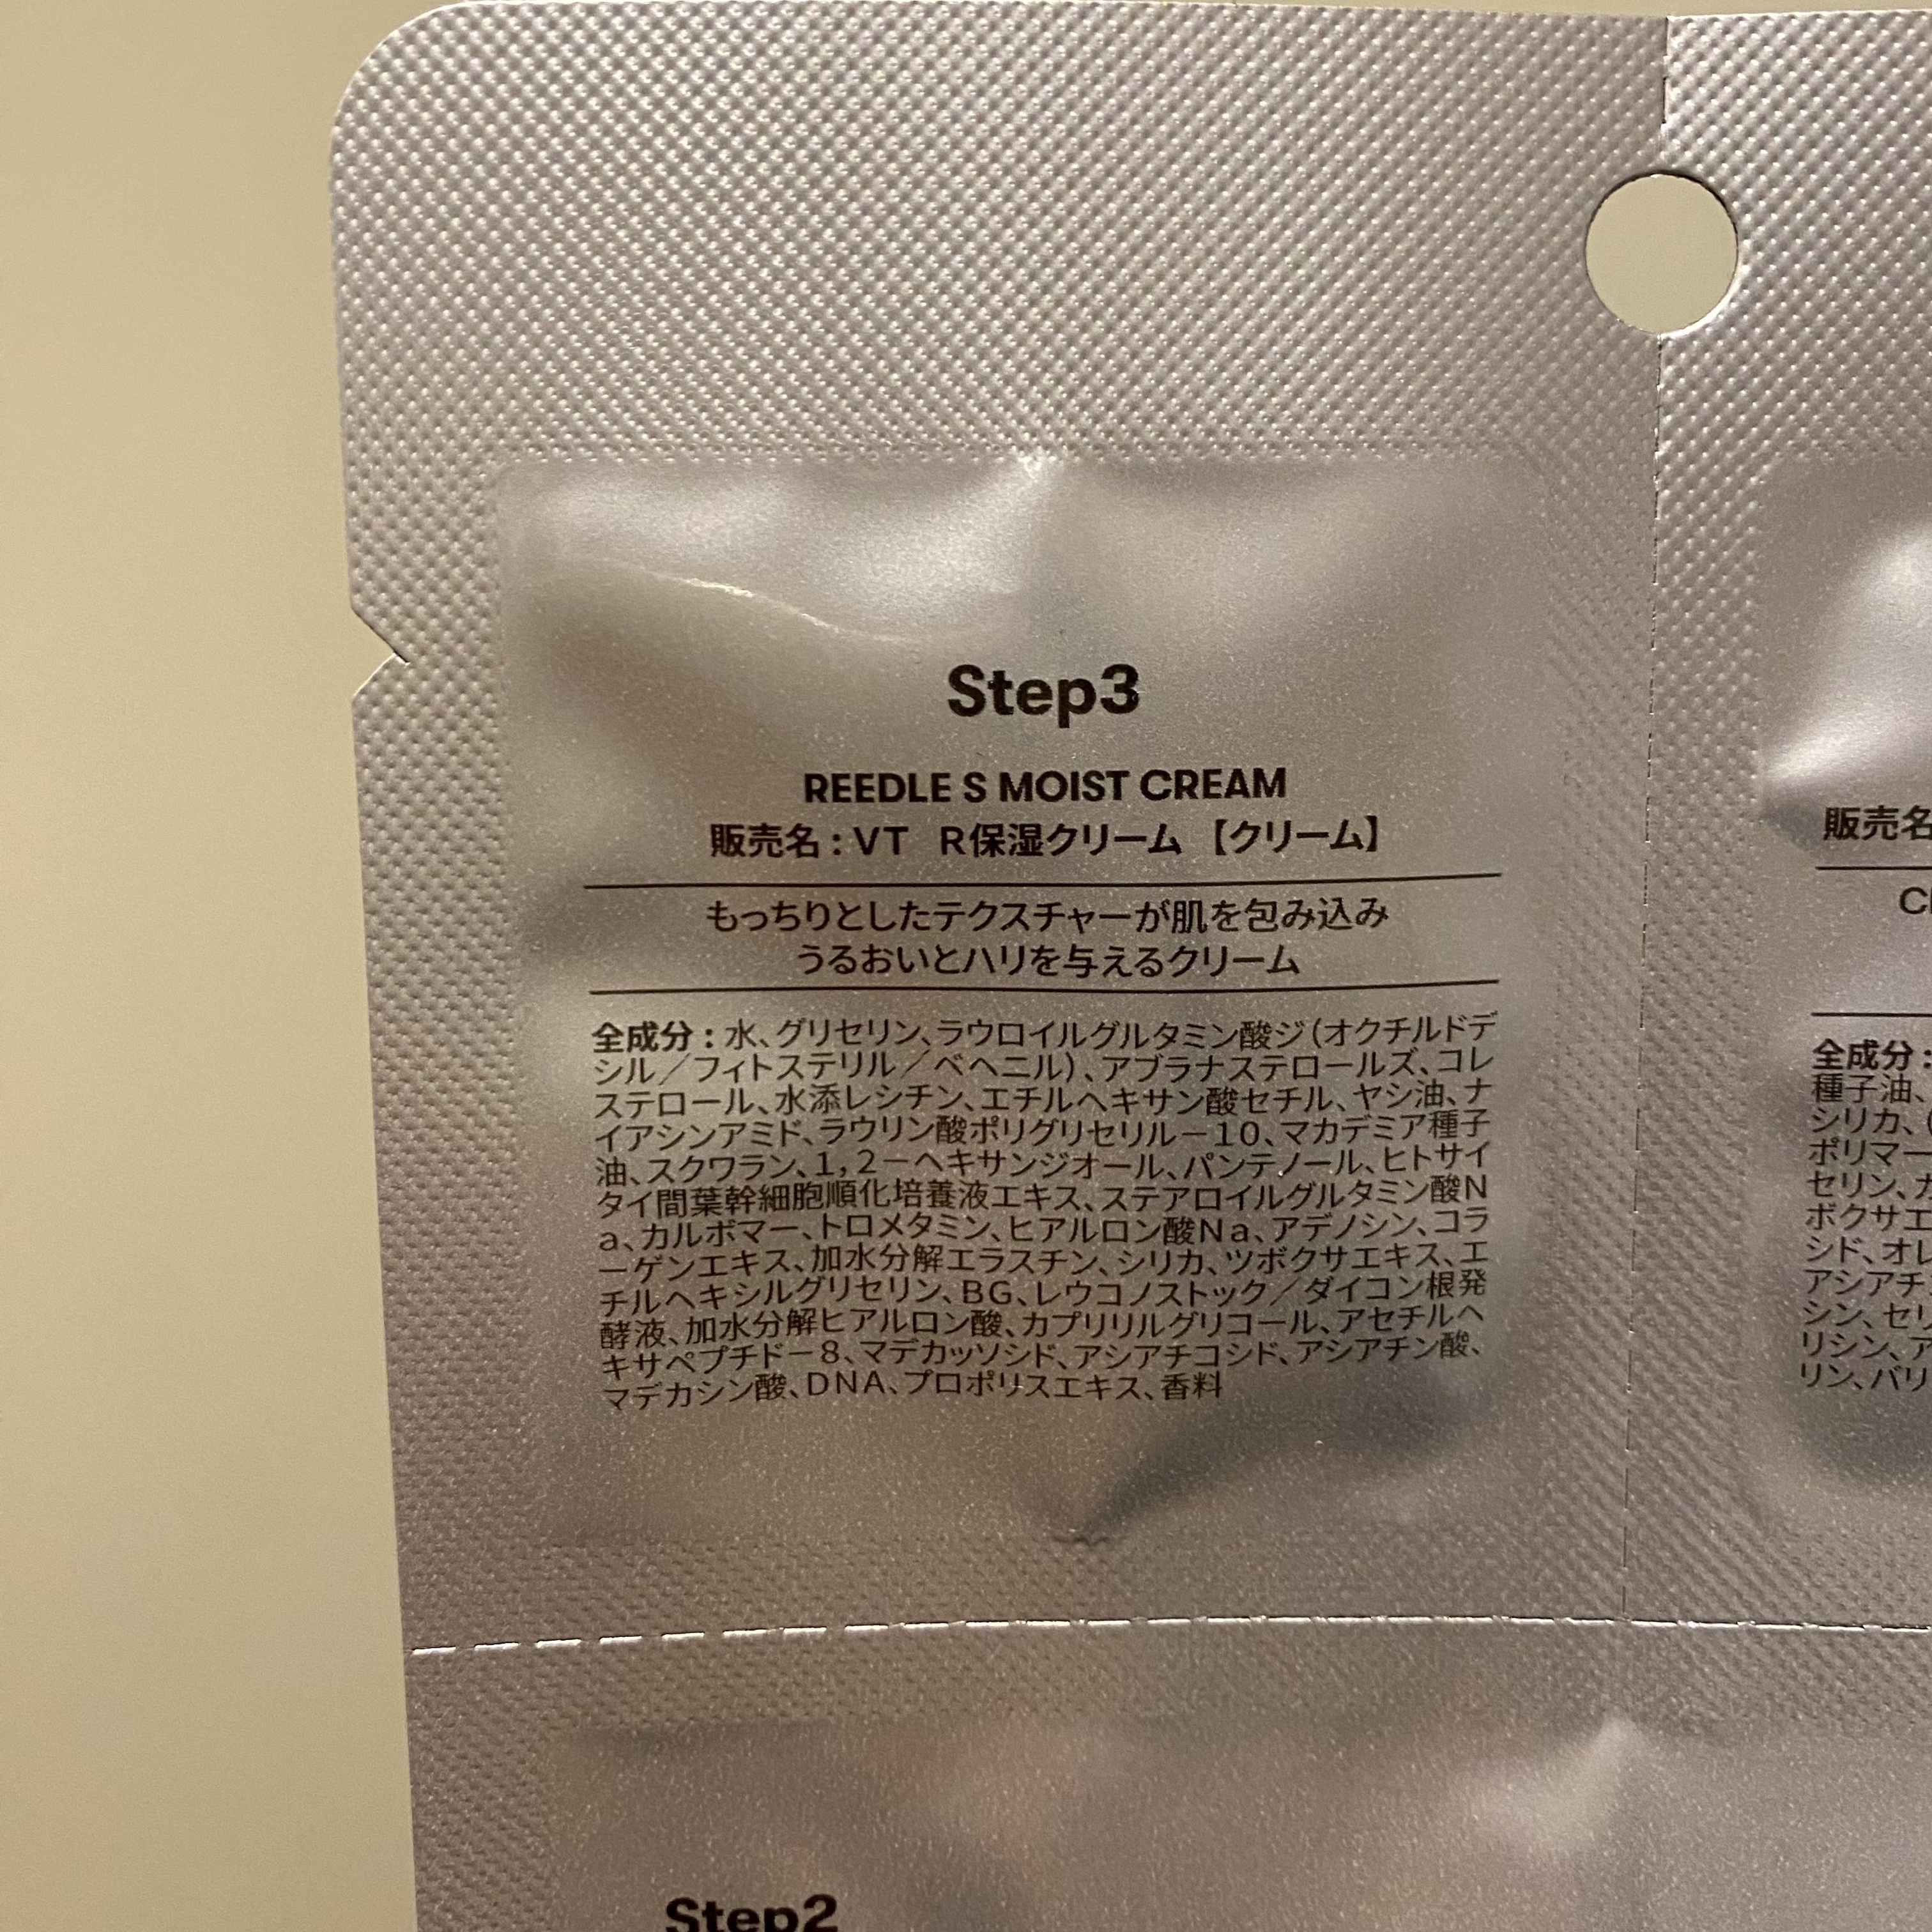 Step3
REEDLE S MOIST CREAM
販売名：VT　R保湿クリーム【クリーム】
もっちりとしたテクスチャーが肌を包み込み
うるおいとハリを与えるクリーム
全成分：水、グリセリン、ラウロイルグルタミン酸ジ（オクチルドデ
シル／フィトステリル／ベヘニル）、アブラナステロールズ、コレ
ステロール、水添レシチン、エチルヘキサン酸セチル、ヤシ油、ナ
イアシンアミド、ラウリン酸ポリグリセリル－10、マカデミア種子
油、スクワラン、1，2－ヘキサンジオール、パンテノール、ヒトサイ
タイ間葉幹細胞順化培養液エキス、ステアロイルグルタミン酸N
a、カルボマー、トロメタミン、ヒアルロン酸Na、アデノシン、コラ
ーゲンエキス、加水分解エラスチン、シリカ、ツボクサエキス、エ
チルヘキシルグリセリン、BG、レウコノストック／ダイコン根発
酵液、加水分解ヒアルロン酸、カプリリルグリコール、アセチルヘ
キサペプチド－8、マデカッソシド、アシアチコシド、アシアチン酸、
マデカシン酸、DNA、プロポリスエキス、香料
販売名
全成分：
種子油、
シリカ、（
ポリマー
セリン、カ
ボクサエ
シド、オレ
アシアチ
シン、セリ
リシン、ア
リン、バリ
Step2